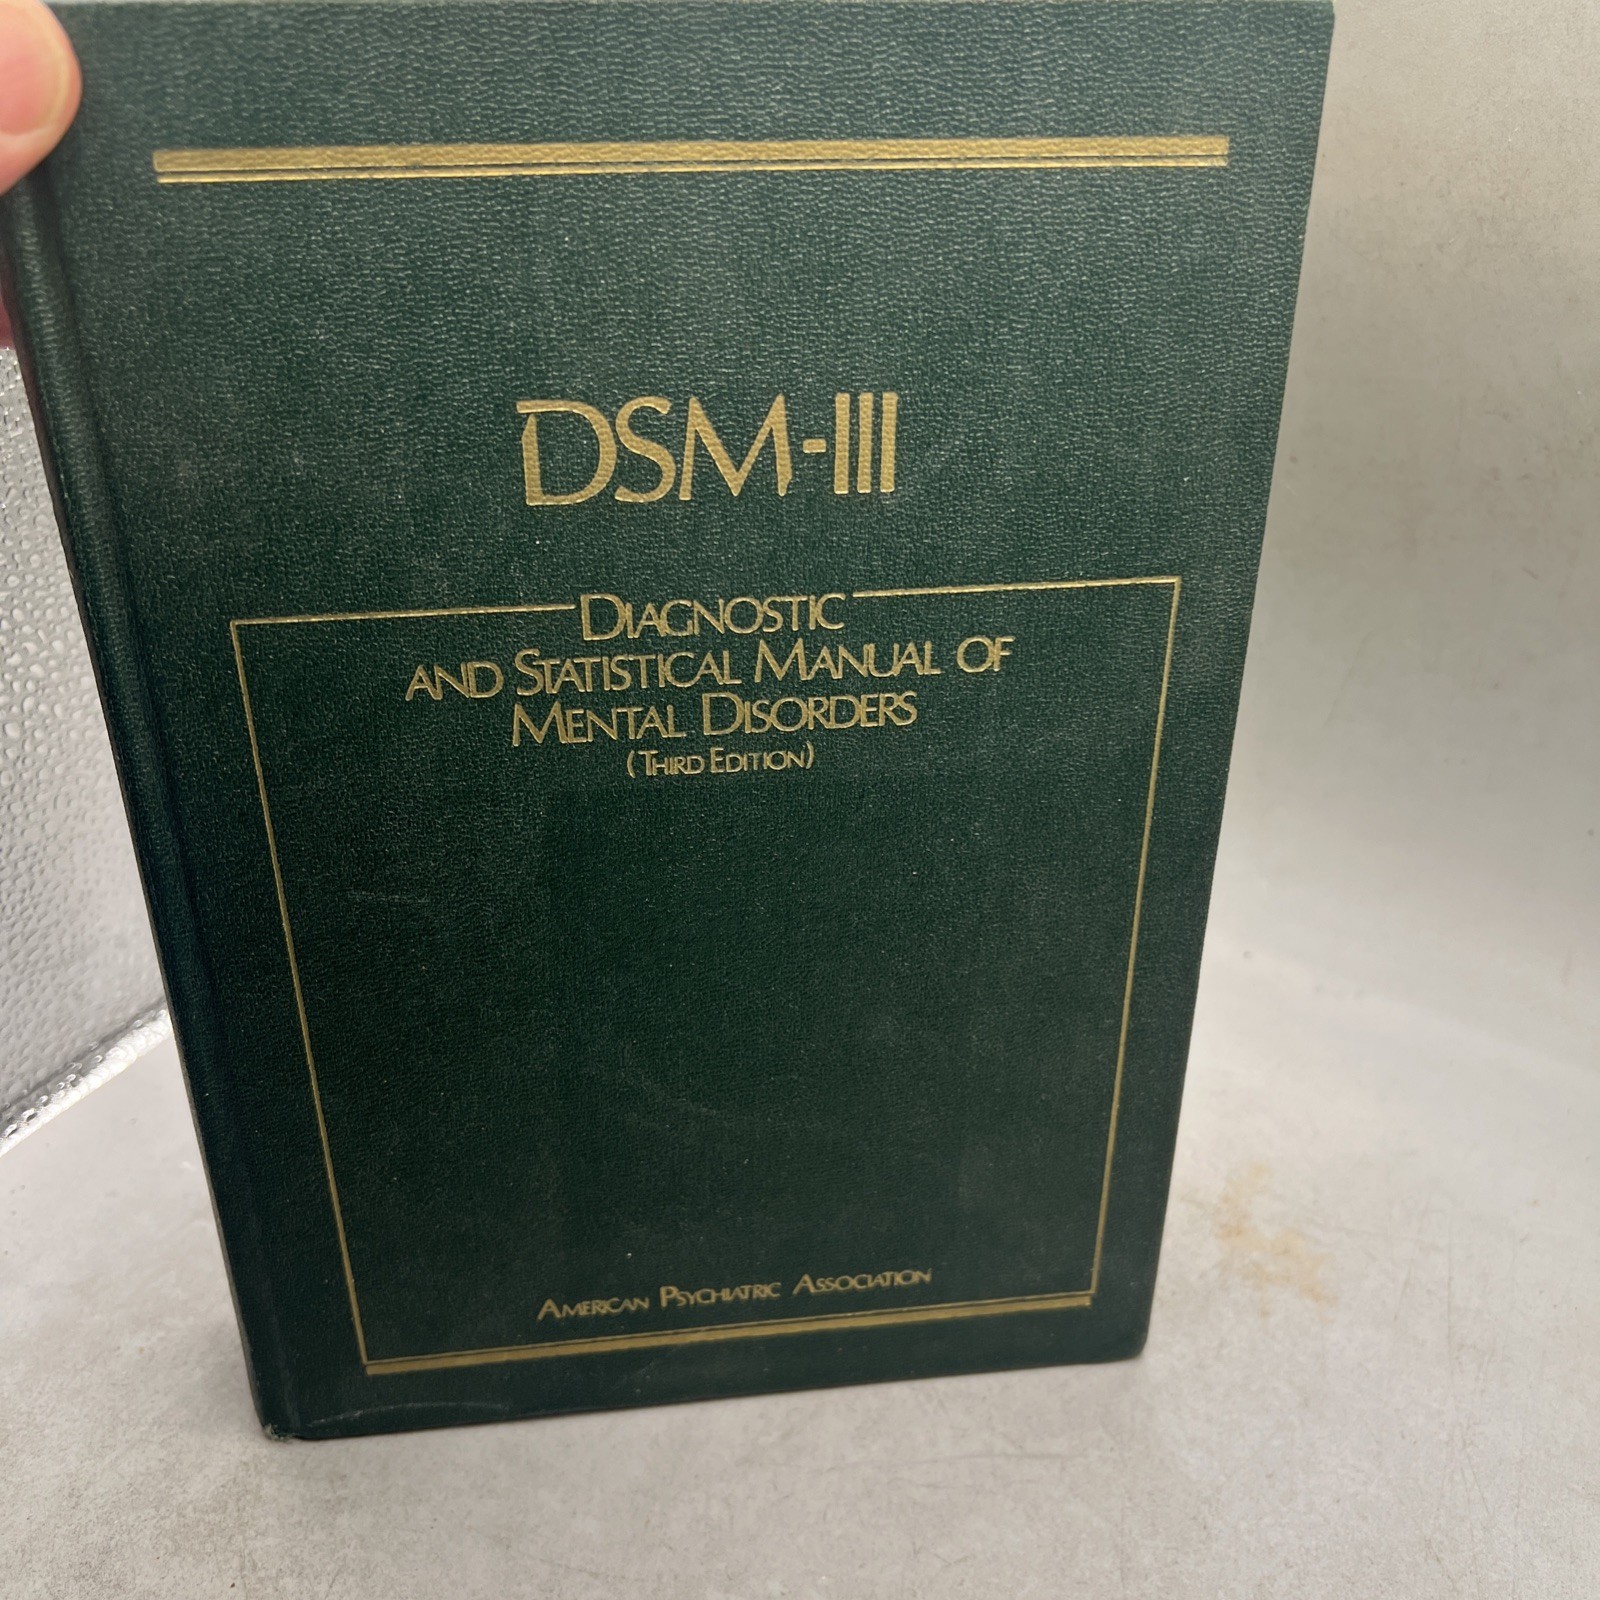 DSM-III
DIAGNOSTIC
AND STATISTICAL MANUAL OF
MENTAL DISORDERS
(THIRD EDITION)
AMERICAN PSYCHIATRIC ASSOCIATION